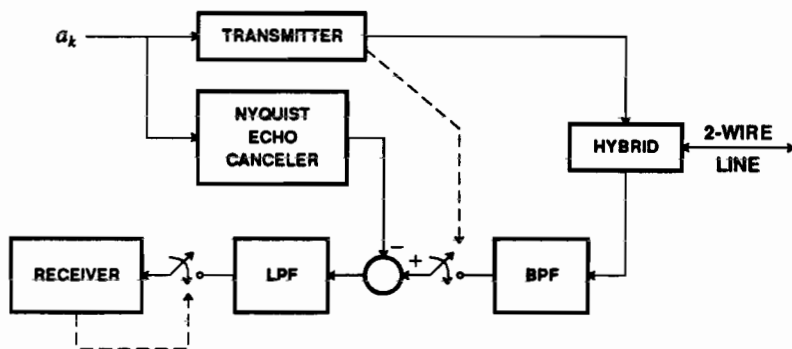 a_k
TRANSMITTER
NYQUIST
ECHO
CANCELER
HYBRID
2-WIRE
LINE
−
+
RECEIVER
LPF
BPF